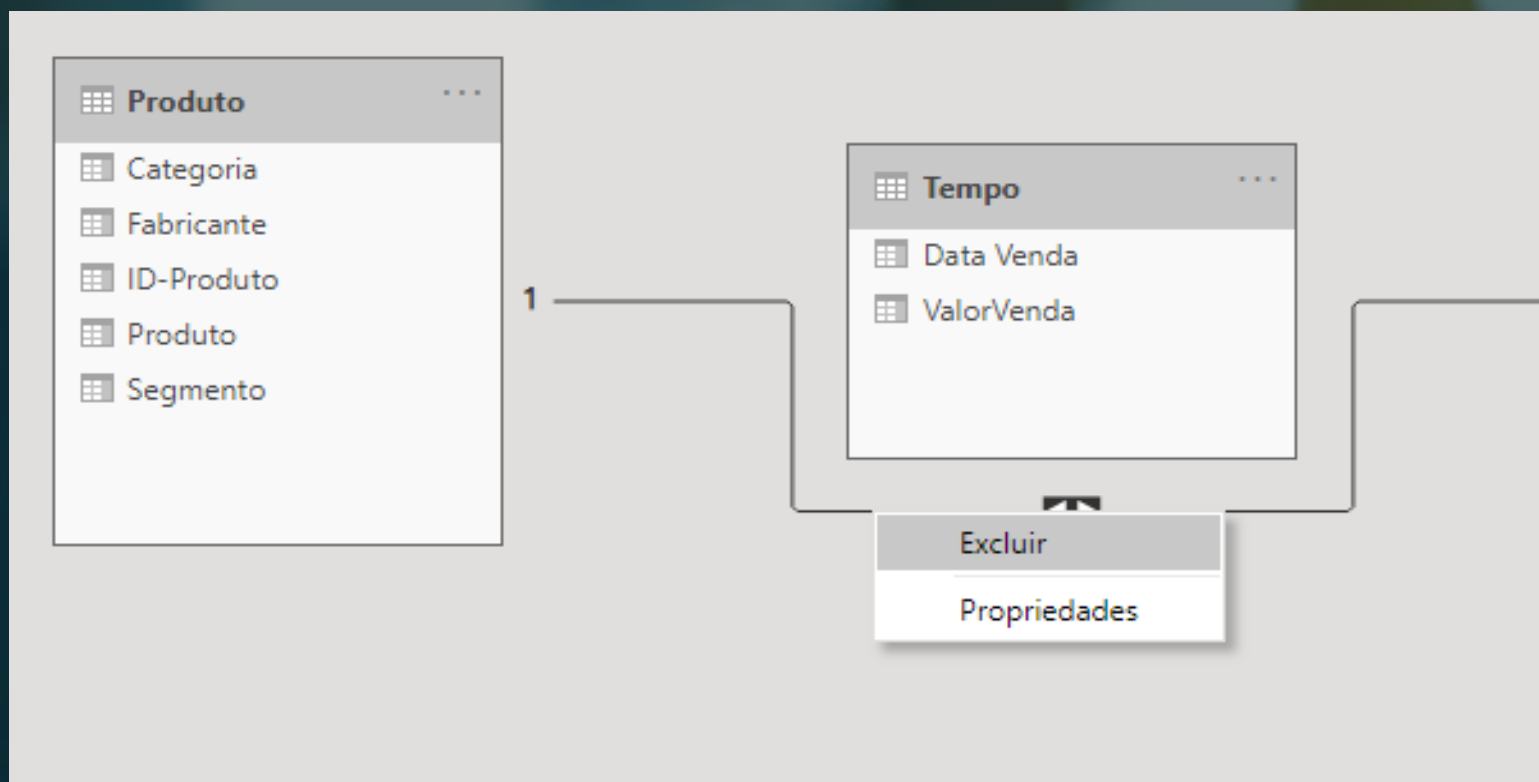 Produto
Categoria
Fabricante
ID-Produto
Produto
Segmento
1
Tempo
Data Venda
ValorVenda
Excluir
Propriedades